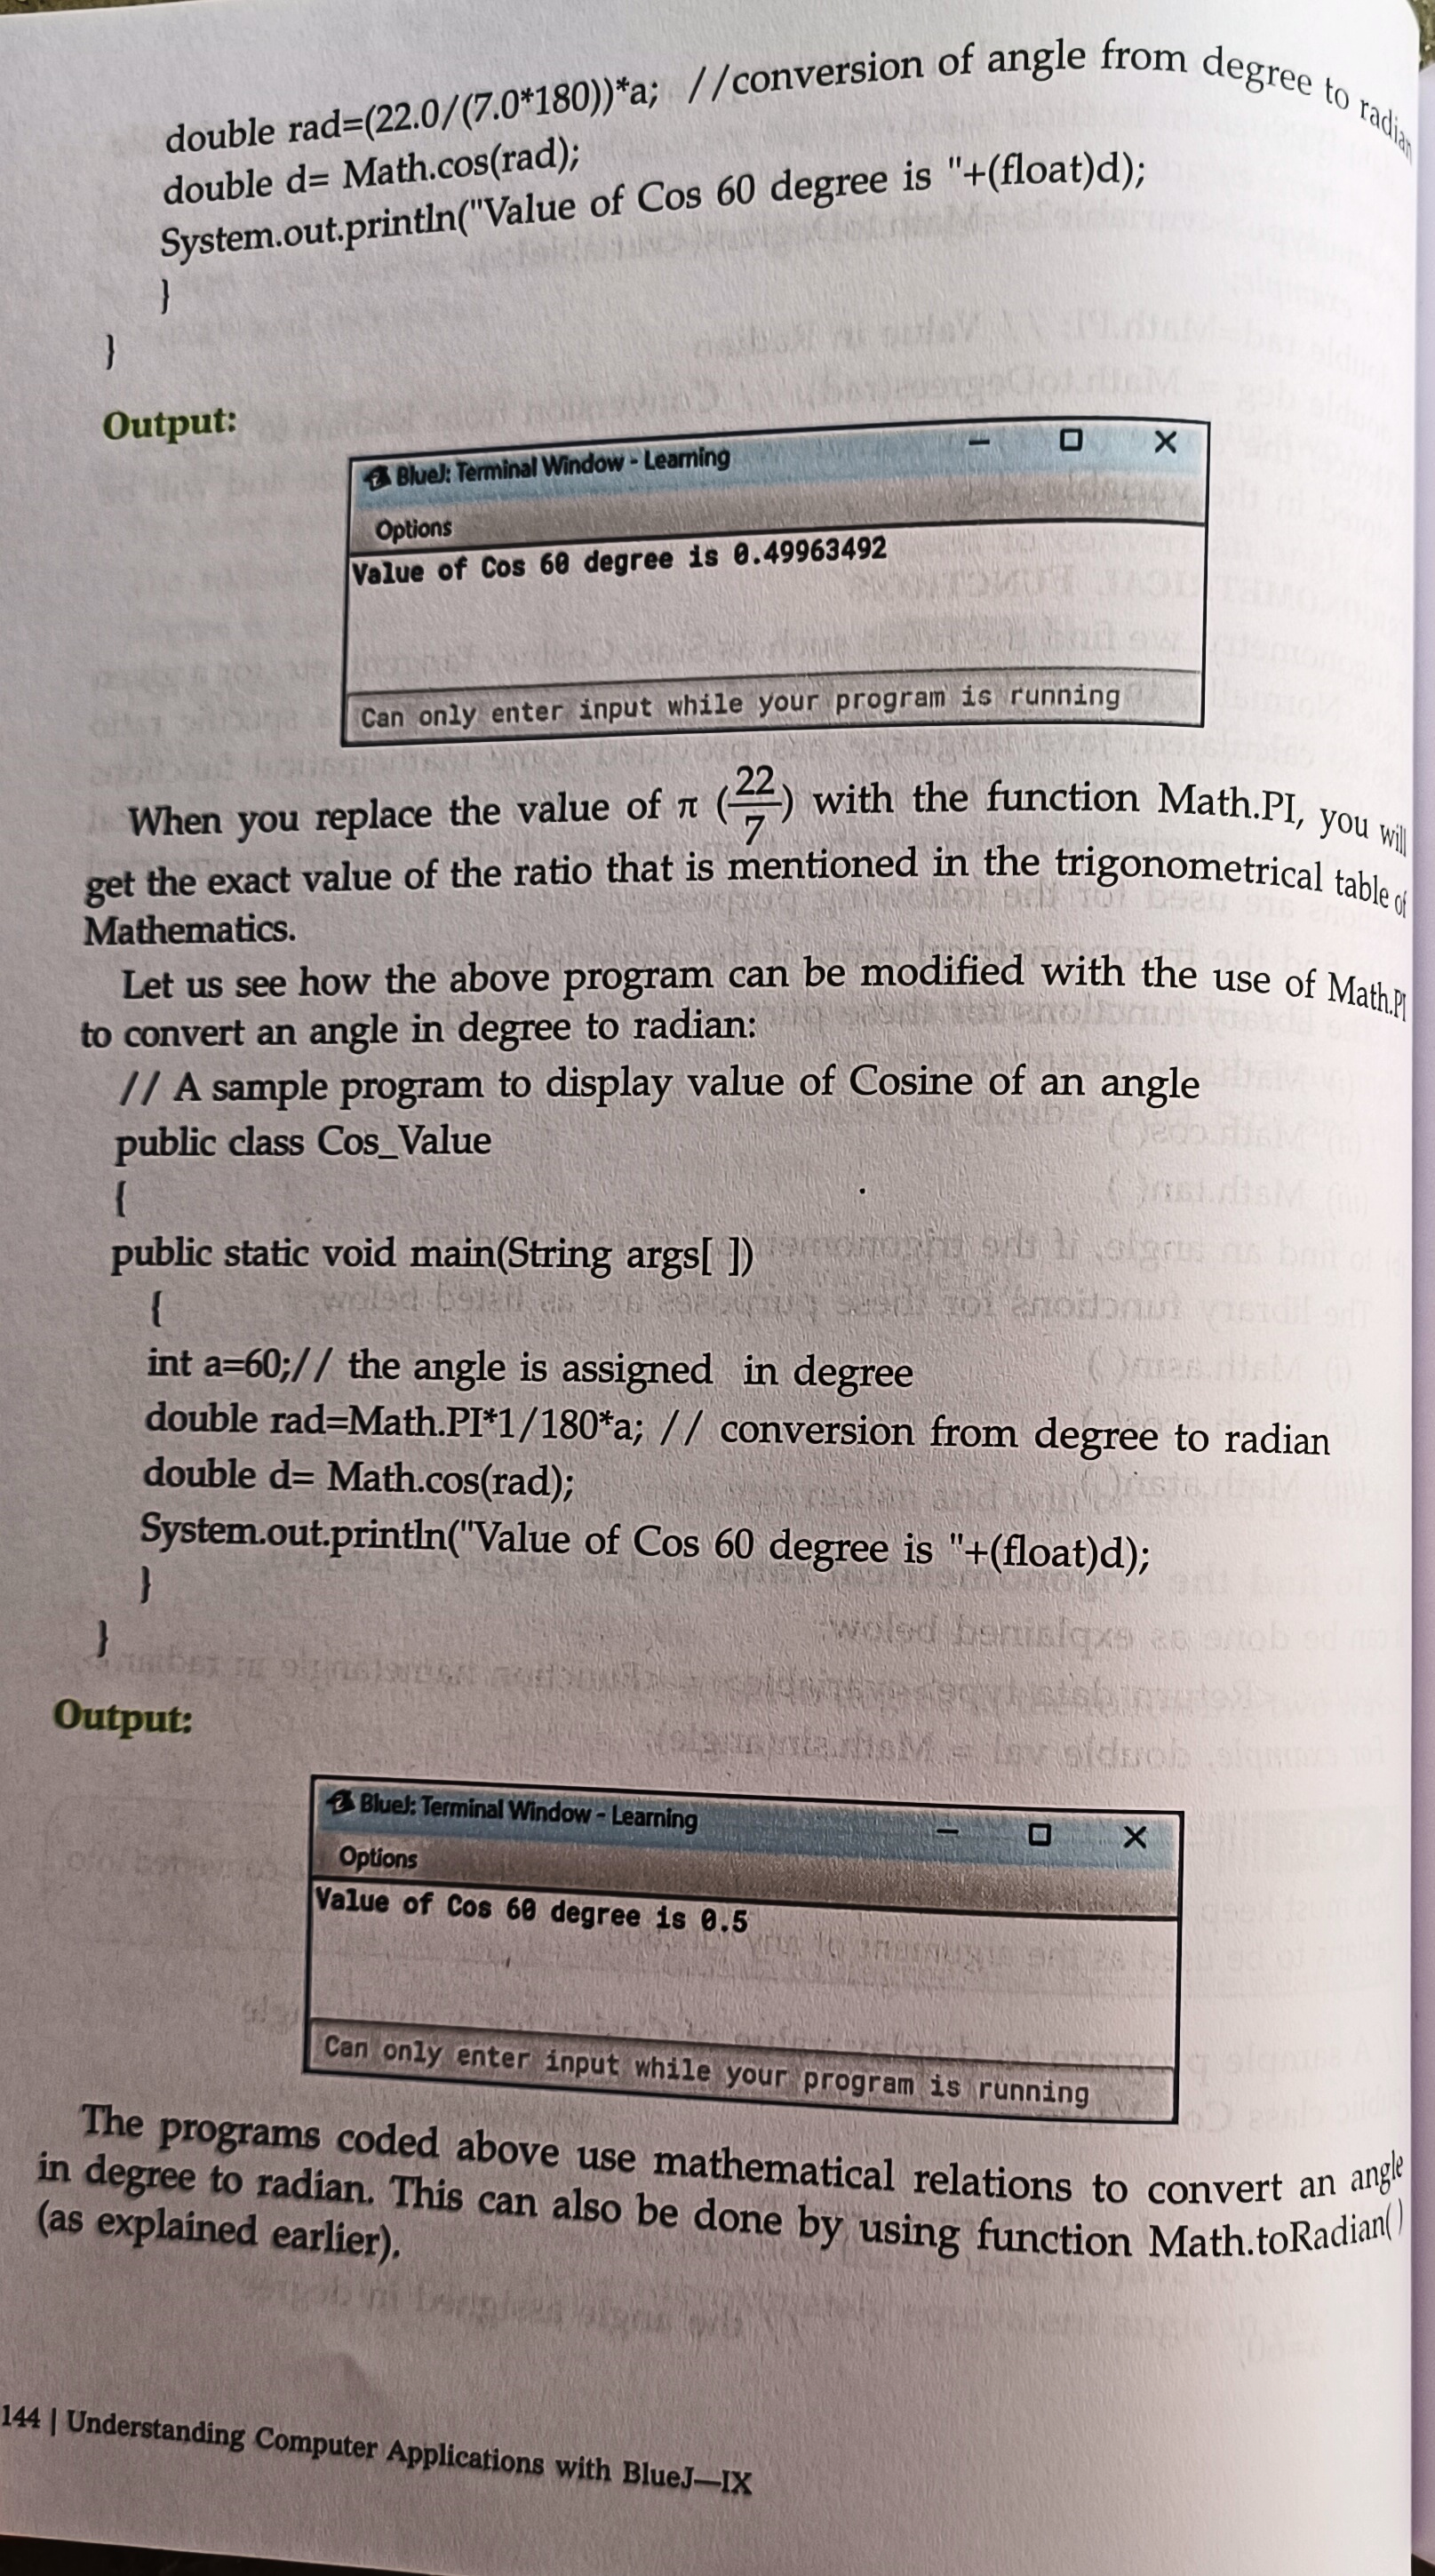 double rad=(22.0/(7.0*180))*a;  //conversion of angle from degree to radian
double d= Math.cos(rad);
System.out.println("Value of Cos 60 degree is "+(float)d);
}
}
Output:
BlueJ: Terminal Window - Learning
Options
Value of Cos 60 degree is 0.49963492
Can only enter input while your program is running
When you replace the value of π (22/7) with the function Math.PI, you will
get the exact value of the ratio that is mentioned in the trigonometrical table of
Mathematics.
Let us see how the above program can be modified with the use of Math.PI
to convert an angle in degree to radian:
// A sample program to display value of Cosine of an angle
public class Cos_Value
{
public static void main(String args[ ])
{
int a=60;// the angle is assigned in degree
double rad=Math.PI*1/180*a; // conversion from degree to radian
double d= Math.cos(rad);
System.out.println("Value of Cos 60 degree is "+(float)d);
}
}
Output:
BlueJ: Terminal Window - Learning
Options
Value of Cos 60 degree is 0.5
Can only enter input while your program is running
The programs coded above use mathematical relations to convert an angle
in degree to radian. This can also be done by using function Math.toRadian( )
(as explained earlier).
144 | Understanding Computer Applications with BlueJ—IX